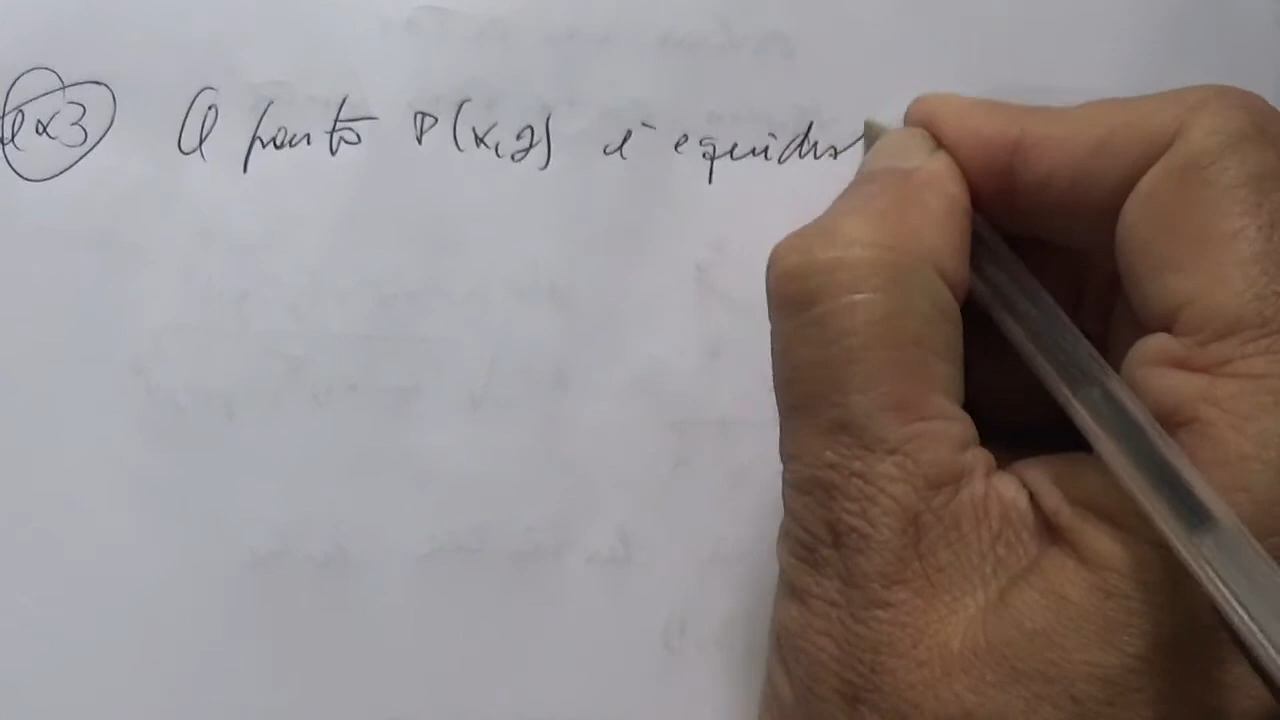 ex3 O ponto P(x,y) é equidis